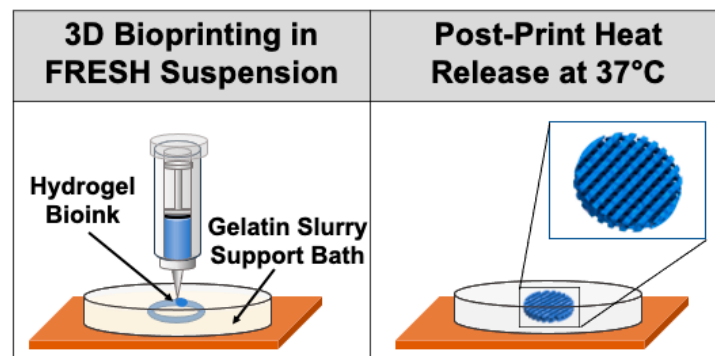 3D Bioprinting in
FRESH Suspension
Post-Print Heat
Release at 37°C
Hydrogel
Bioink
Gelatin Slurry
Support Bath